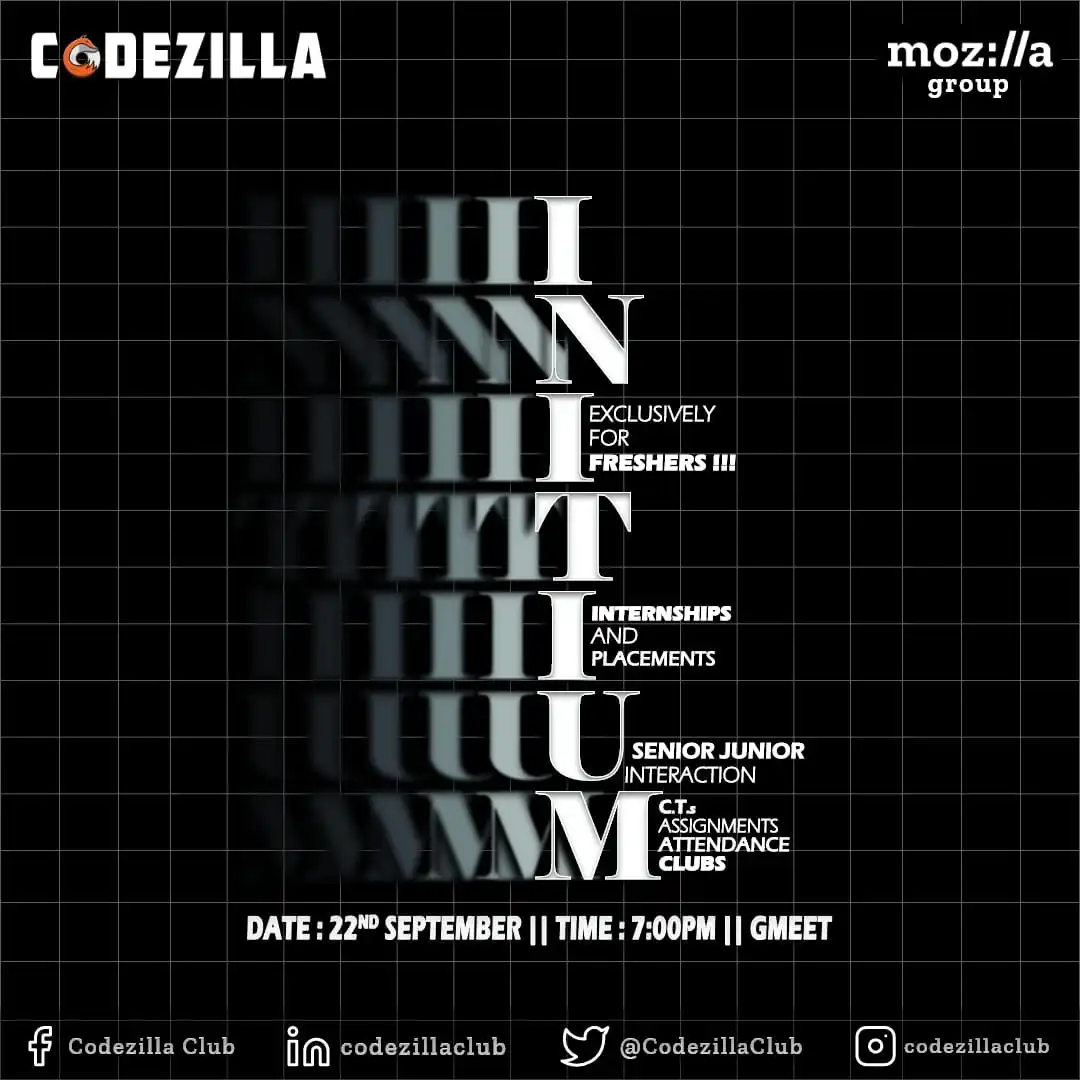 CODEZILLA
moz://a
group
INITIUM
EXCLUSIVELY
FOR
FRESHERS !!!
INTERNSHIPS
AND
PLACEMENTS
SENIOR JUNIOR
INTERACTION
C.T.s
ASSIGNMENTS
ATTENDANCE
CLUBS
DATE : 22ND SEPTEMBER || TIME : 7:00PM || GMEET
Codezilla Club
codezillaclub
@CodezillaClub
codezillaclub